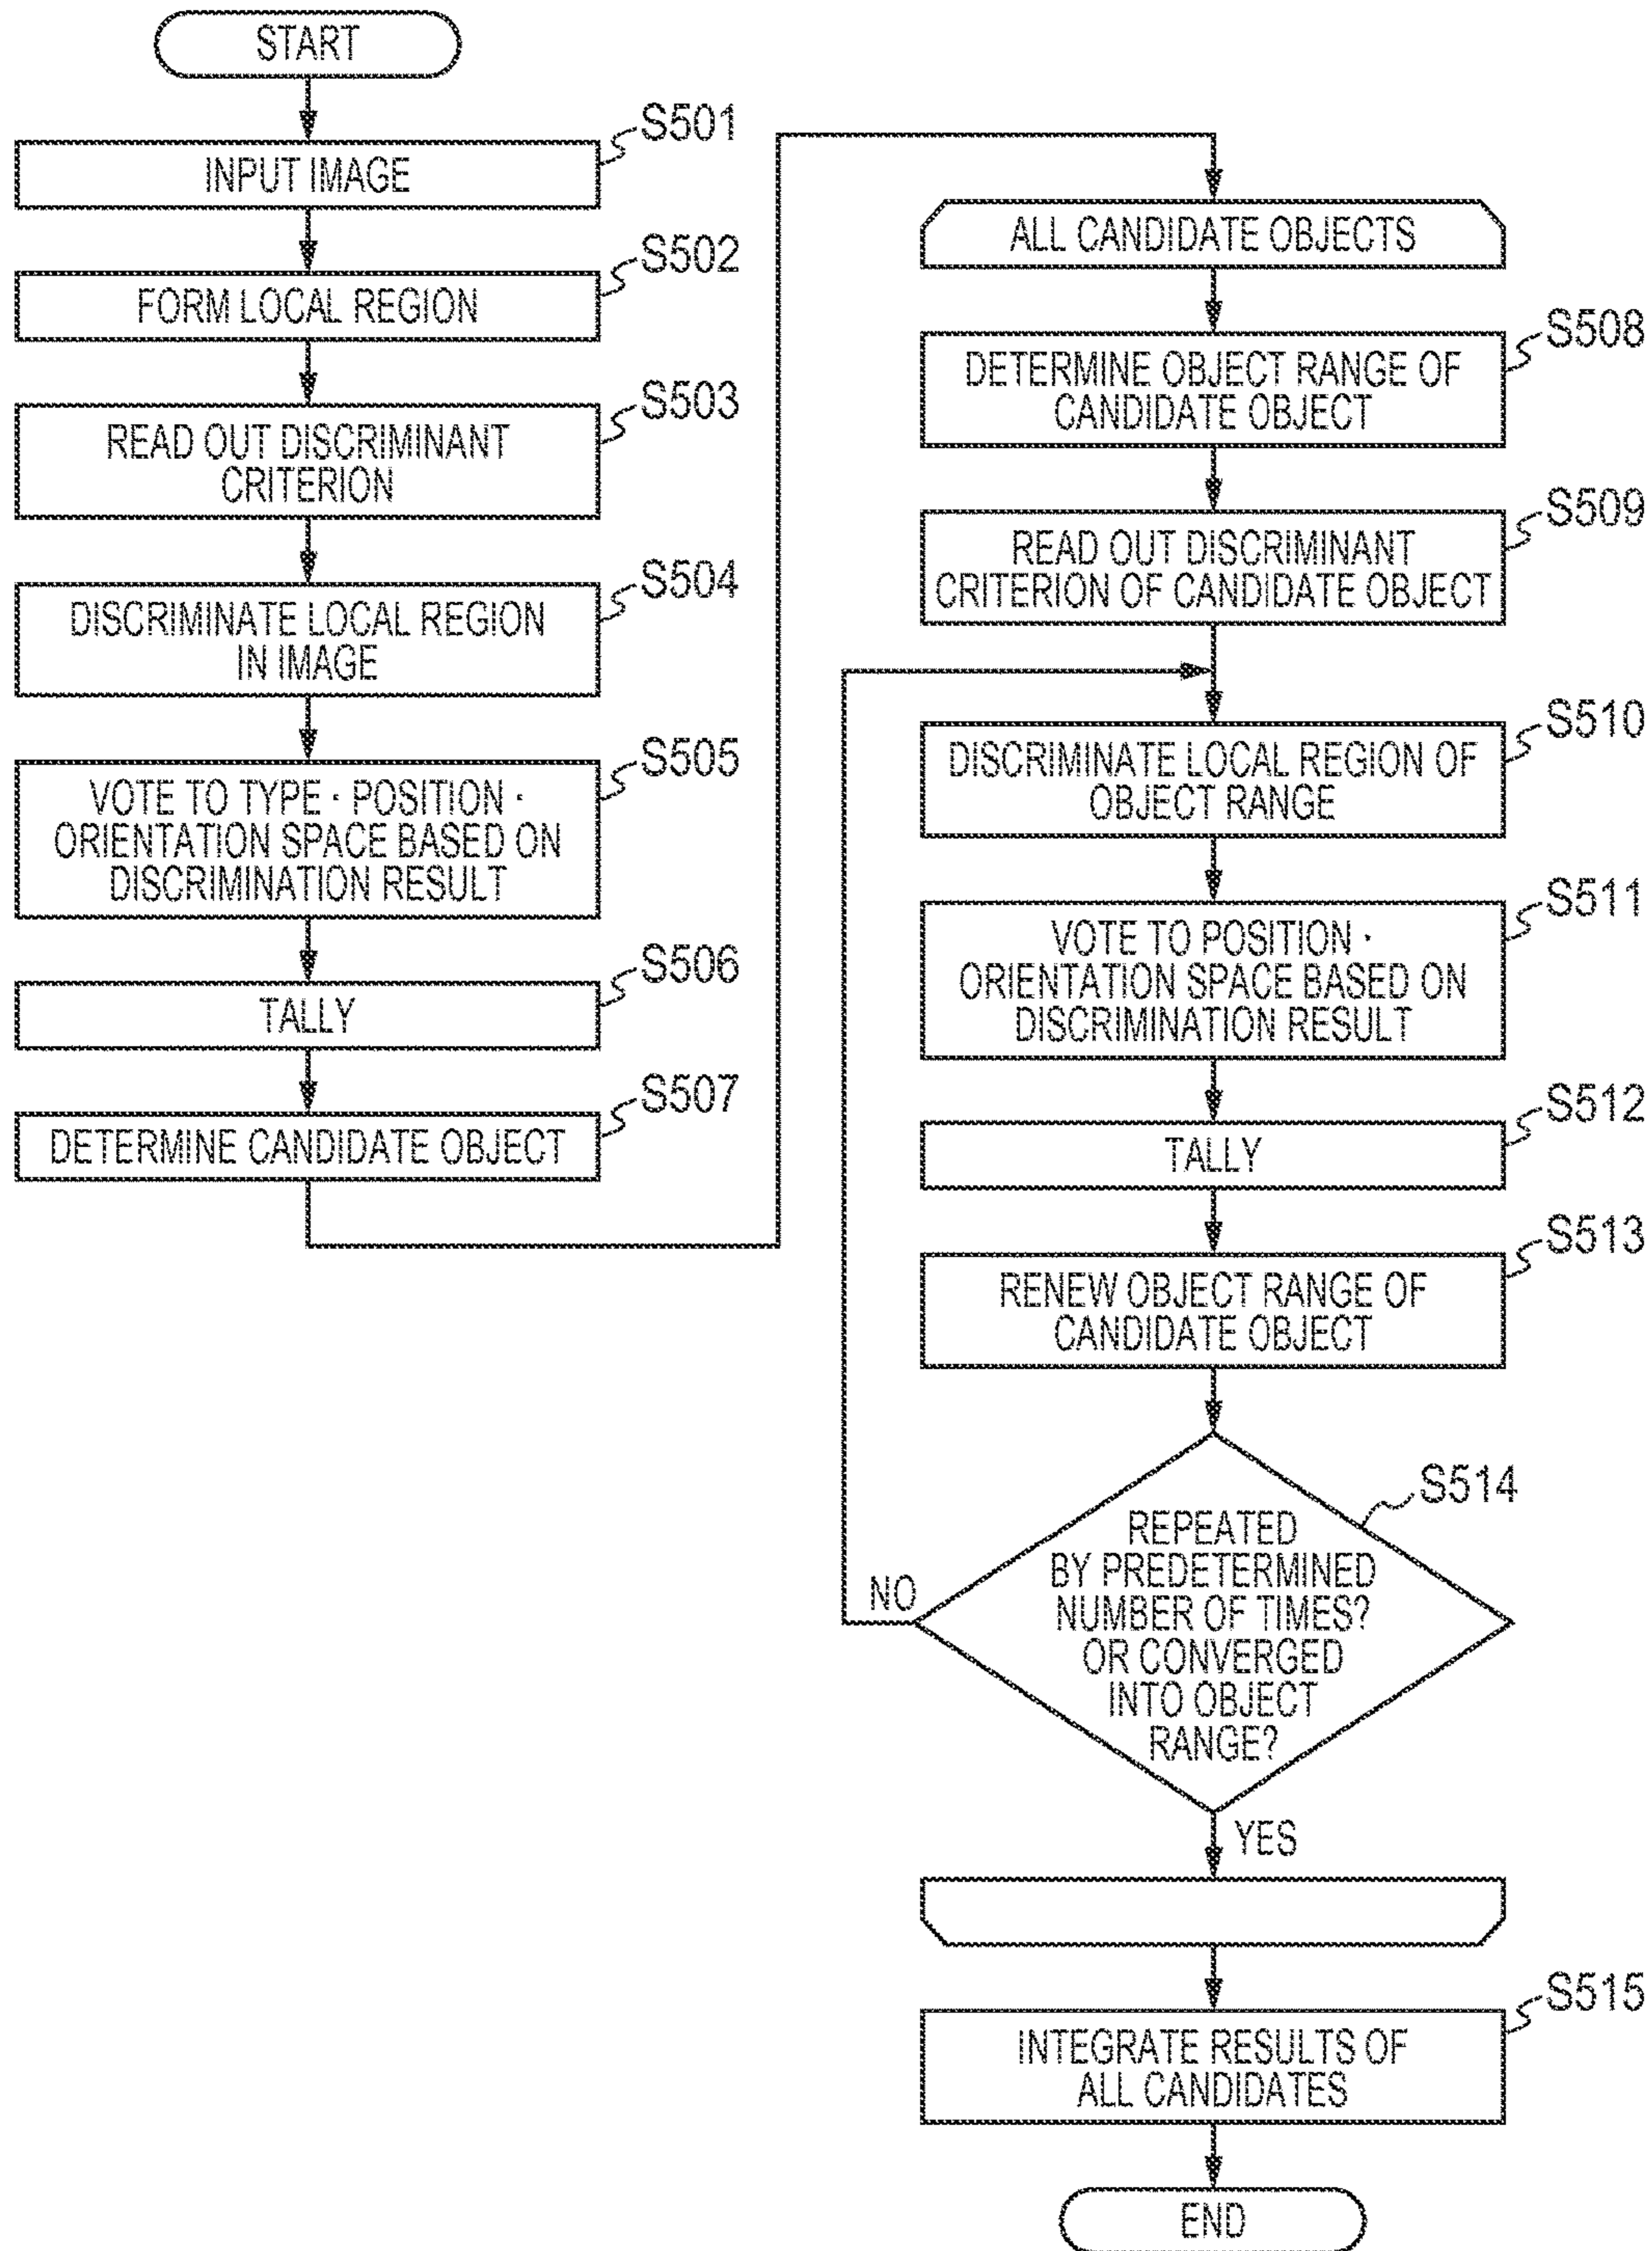 START
S501
INPUT IMAGE
S502
FORM LOCAL REGION
S503
READ OUT DISCRIMINANT
CRITERION
S504
DISCRIMINATE LOCAL REGION
IN IMAGE
S505
VOTE TO TYPE · POSITION ·
ORIENTATION SPACE BASED ON
DISCRIMINATION RESULT
S506
TALLY
S507
DETERMINE CANDIDATE OBJECT
ALL CANDIDATE OBJECTS
S508
DETERMINE OBJECT RANGE OF
CANDIDATE OBJECT
S509
READ OUT DISCRIMINANT
CRITERION OF CANDIDATE OBJECT
S510
DISCRIMINATE LOCAL REGION OF
OBJECT RANGE
S511
VOTE TO POSITION ·
ORIENTATION SPACE BASED ON
DISCRIMINATION RESULT
S512
TALLY
S513
RENEW OBJECT RANGE OF
CANDIDATE OBJECT
S514
REPEATED
BY PREDETERMINED
NUMBER OF TIMES?
OR CONVERGED
INTO OBJECT
RANGE?
NO
YES
S515
INTEGRATE RESULTS OF
ALL CANDIDATES
END